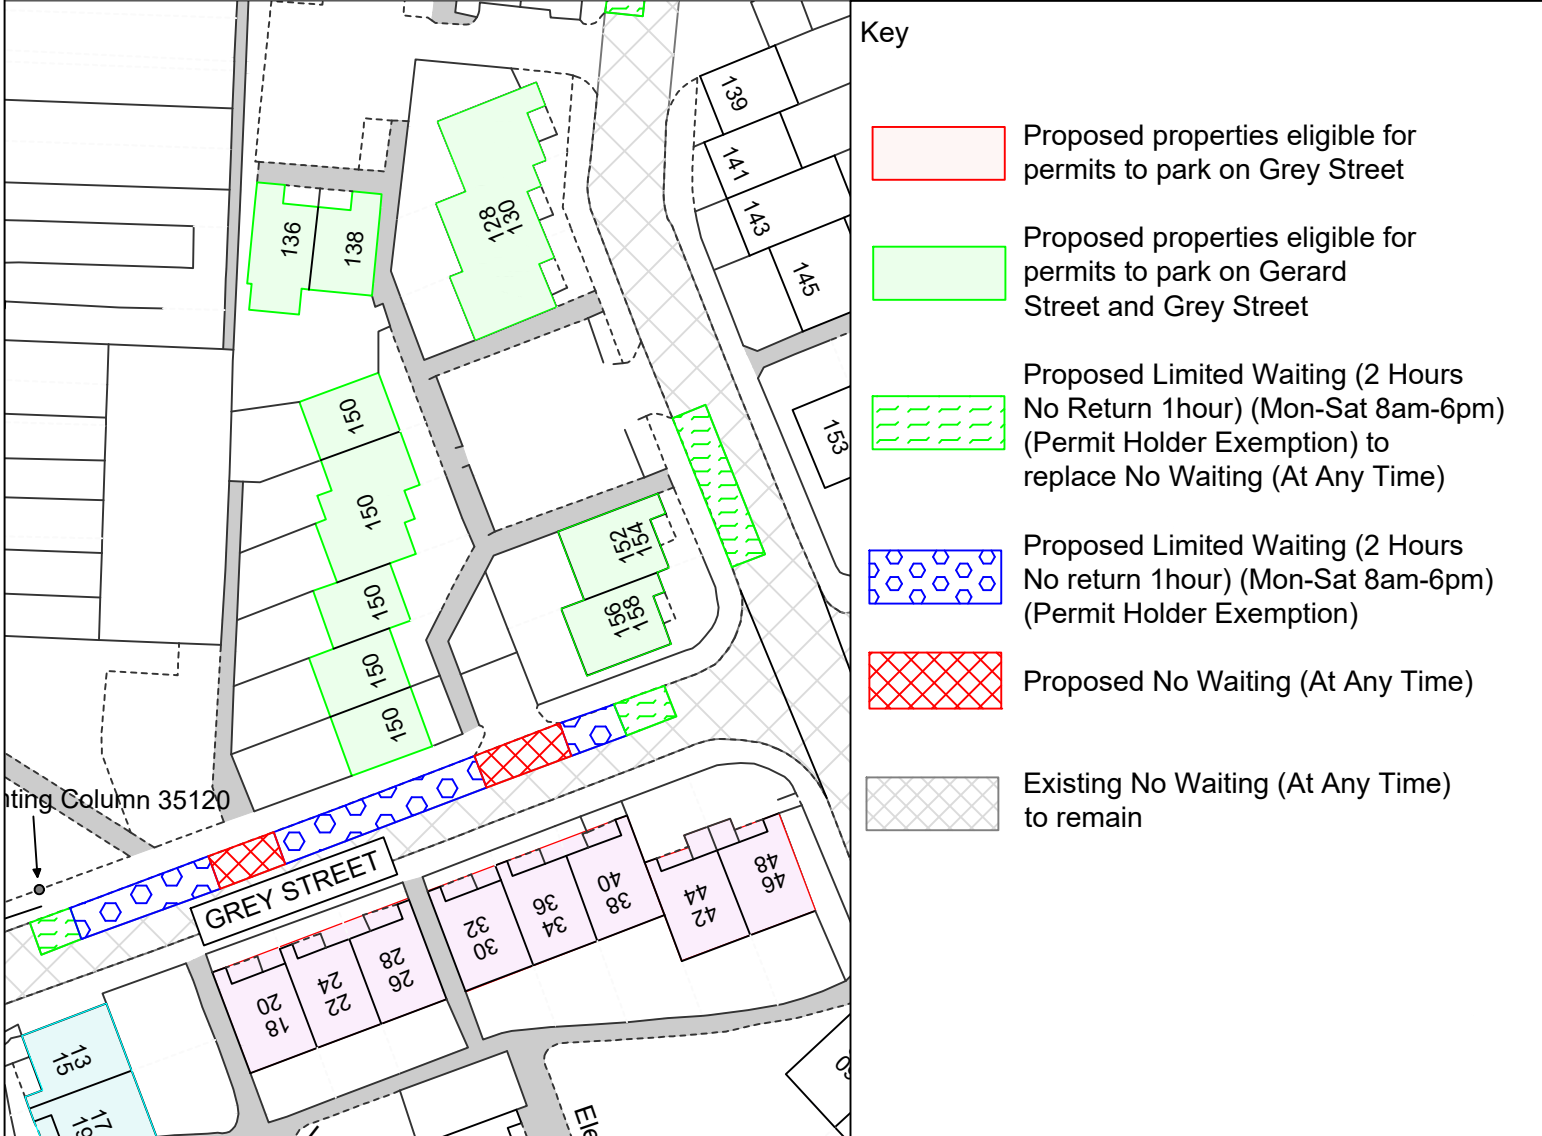 Key
Proposed properties eligible for
permits to park on Grey Street
Proposed properties eligible for
permits to park on Gerard
Street and Grey Street
Proposed Limited Waiting (2 Hours
No Return 1hour) (Mon-Sat 8am-6pm)
(Permit Holder Exemption) to
replace No Waiting (At Any Time)
Proposed Limited Waiting (2 Hours
No return 1hour) (Mon-Sat 8am-6pm)
(Permit Holder Exemption)
Proposed No Waiting (At Any Time)
Existing No Waiting (At Any Time)
to remain
139
141
143
145
153
128
130
136
138
150
150
150
150
150
152
154
156
158
nting Column 35120
GREY STREET
46
48
42
44
38
40
34
36
30
32
26
28
22
24
18
20
13
15
17
19
Ele